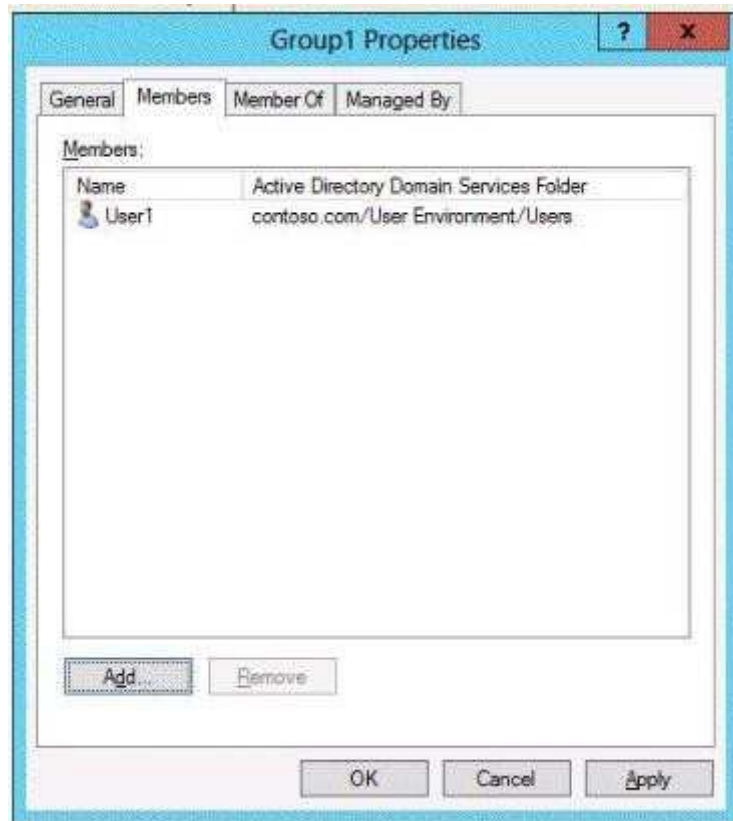 Group1 Properties
?
x
General Members Member Of Managed By
Members:
Name Active Directory Domain Services Folder
User1 contoso.com/User Environment/Users
Add... Remove
OK Cancel Apply